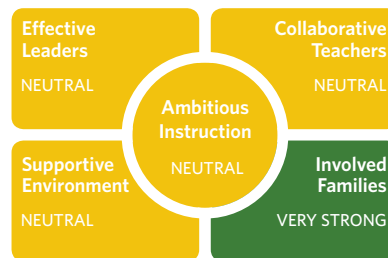 Effective
Leaders
NEUTRAL
Collaborative
Teachers
NEUTRAL
Ambitious
Instruction
NEUTRAL
Supportive
Environment
NEUTRAL
Involved
Families
VERY STRONG